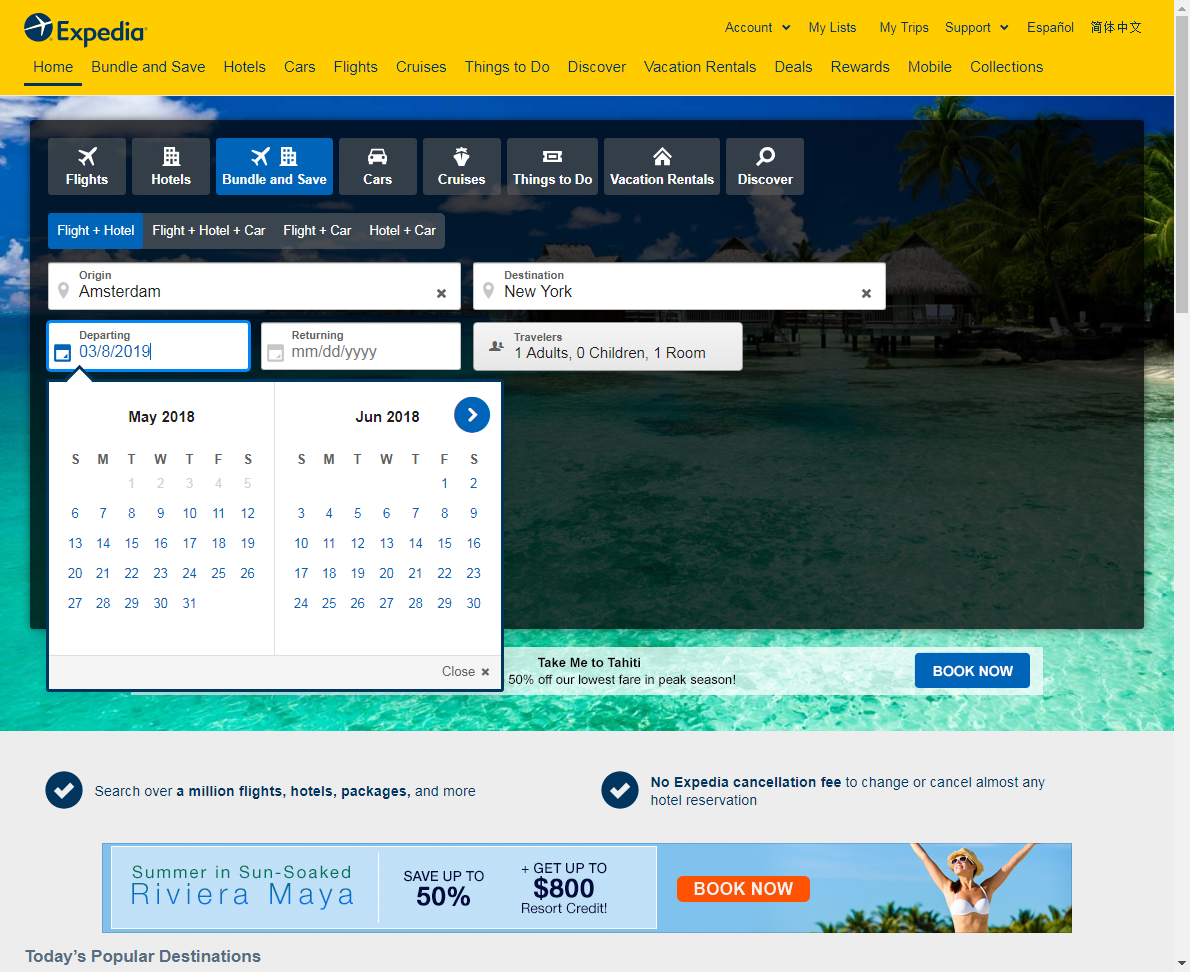 Expedia
Account My Lists My Trips Support Español 简体中文
Home Bundle and Save Hotels Cars Flights Cruises Things to Do Discover Vacation Rentals Deals Rewards Mobile Collections
Flights Hotels Bundle and Save Cars Cruises Things to Do Vacation Rentals Discover
Flight + Hotel Flight + Hotel + Car Flight + Car Hotel + Car
Origin
Amsterdam
Destination
New York
Departing
03/8/2019
Returning
mm/dd/yyyy
Travelers
1 Adults, 0 Children, 1 Room
May 2018
S M T W T F S
1 2 3 4 5
6 7 8 9 10 11 12
13 14 15 16 17 18 19
20 21 22 23 24 25 26
27 28 29 30 31
Jun 2018
S M T W T F S
1 2
3 4 5 6 7 8 9
10 11 12 13 14 15 16
17 18 19 20 21 22 23
24 25 26 27 28 29 30
Close
Take Me to Tahiti
50% off our lowest fare in peak season!
BOOK NOW
Search over a million flights, hotels, packages, and more
No Expedia cancellation fee to change or cancel almost any
hotel reservation
Summer in Sun-Soaked
Riviera Maya
SAVE UP TO
50%
+ GET UP TO
$800
Resort Credit!
BOOK NOW
Today's Popular Destinations